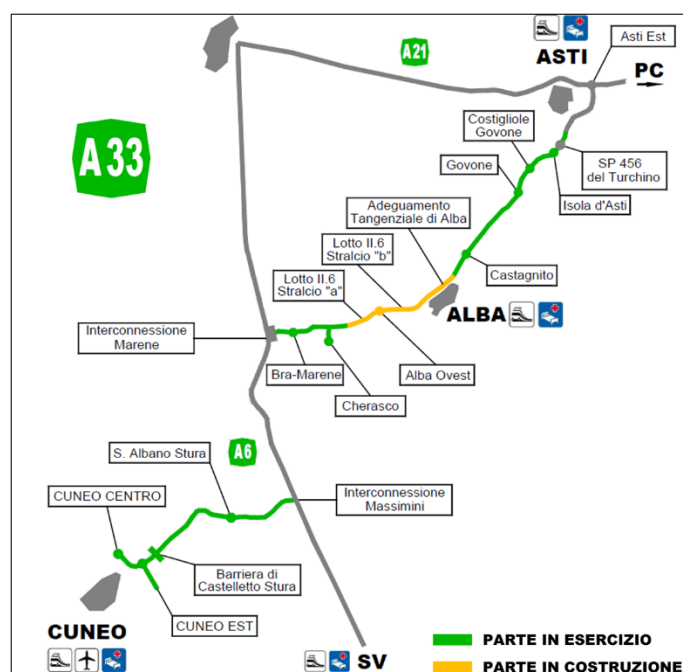 Asti Est
ASTI
A21
PC
A 33
Costigliole
Govone
Govone
SP 456
del Turchino
Adeguamento
Tangenziale di Alba
Isola d'Asti
Lotto II.6
Stralcio "b"
Lotto II.6
Stralcio "a"
Castagnito
ALBA
Interconnessione
Marene
Bra-Marene
Alba Ovest
Cherasco
A6
S. Albano Stura
CUNEO CENTRO
Interconnessione
Massimini
Barriera di
Castelletto Stura
CUNEO EST
CUNEO
SV
PARTE IN ESERCIZIO
PARTE IN COSTRUZIONE